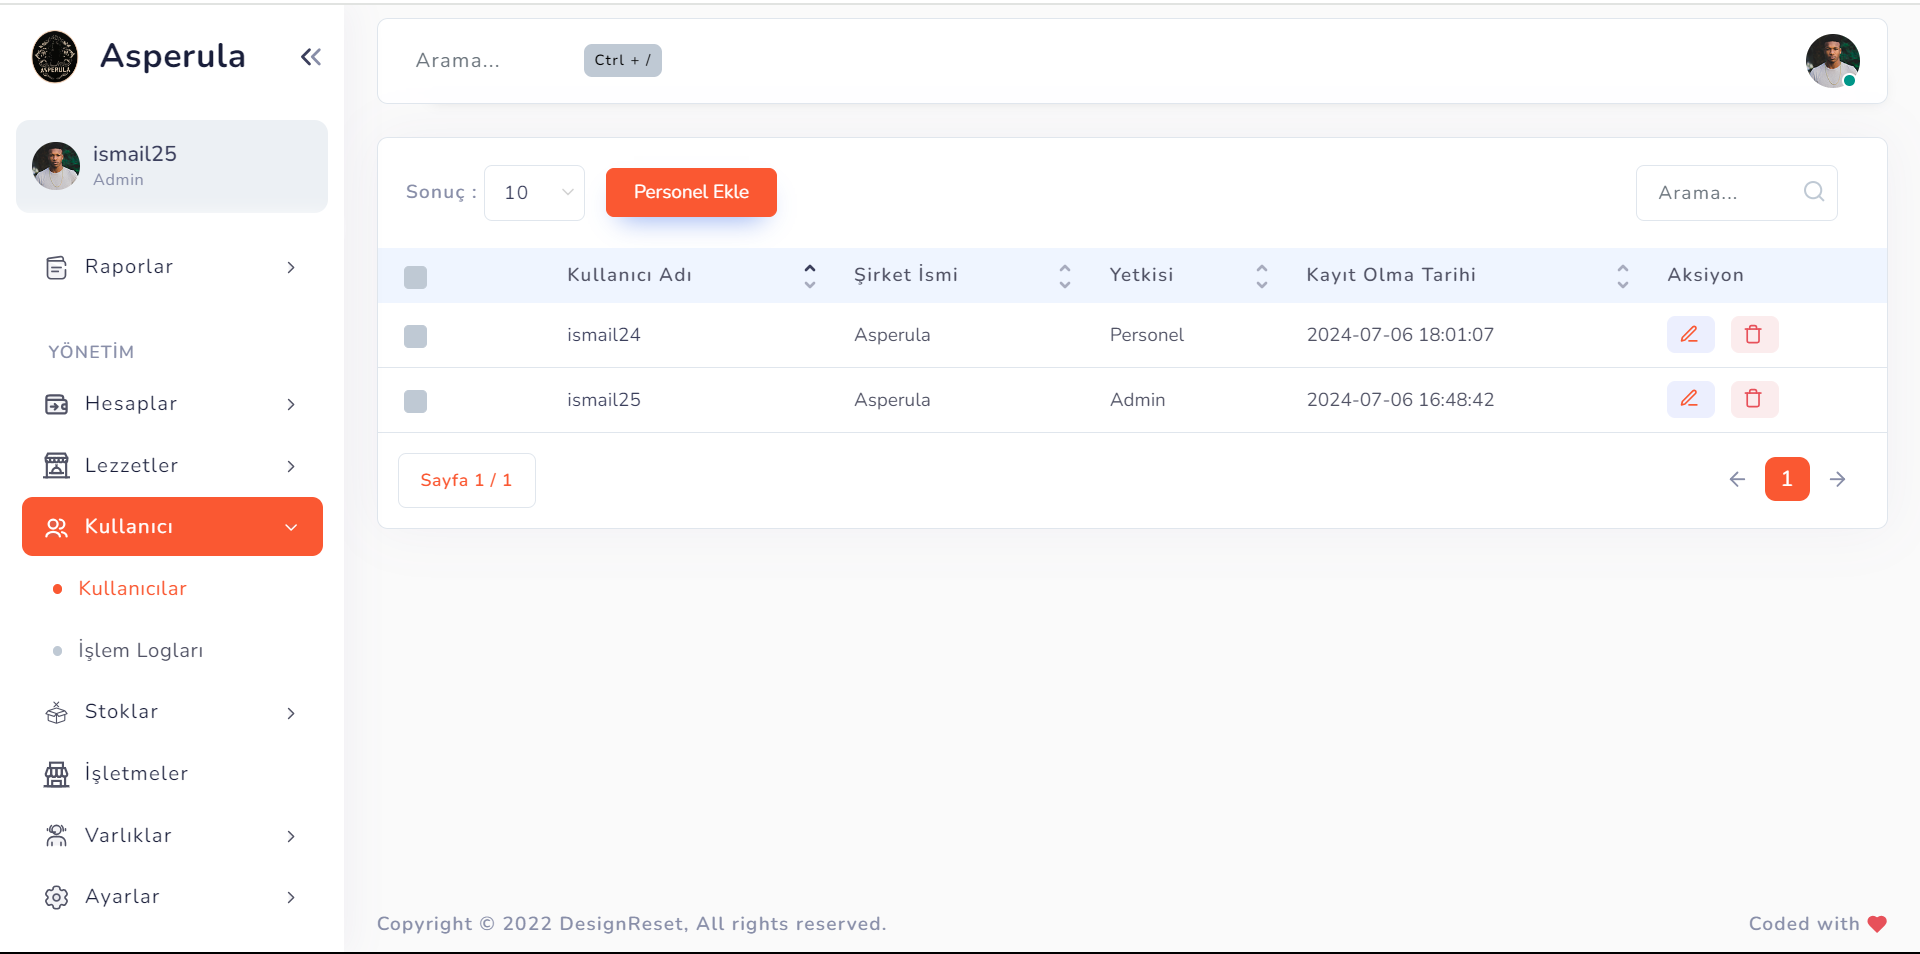 ASPERULA
Asperula
ismail25
Admin
Raporlar
YÖNETİM
Hesaplar
Lezzetler
Kullanıcı
Kullanıcılar
İşlem Logları
Stoklar
İşletmeler
Varlıklar
Ayarlar
Arama...
Ctrl + /
Sonuç :
10
Personel Ekle
Arama...
Kullanıcı Adı Şirket İsmi Yetkisi Kayıt Olma Tarihi Aksiyon
ismail24 Asperula Personel 2024-07-06 18:01:07
ismail25 Asperula Admin 2024-07-06 16:48:42
Sayfa 1 / 1
1
Copyright © 2022 DesignReset, All rights reserved.
Coded with